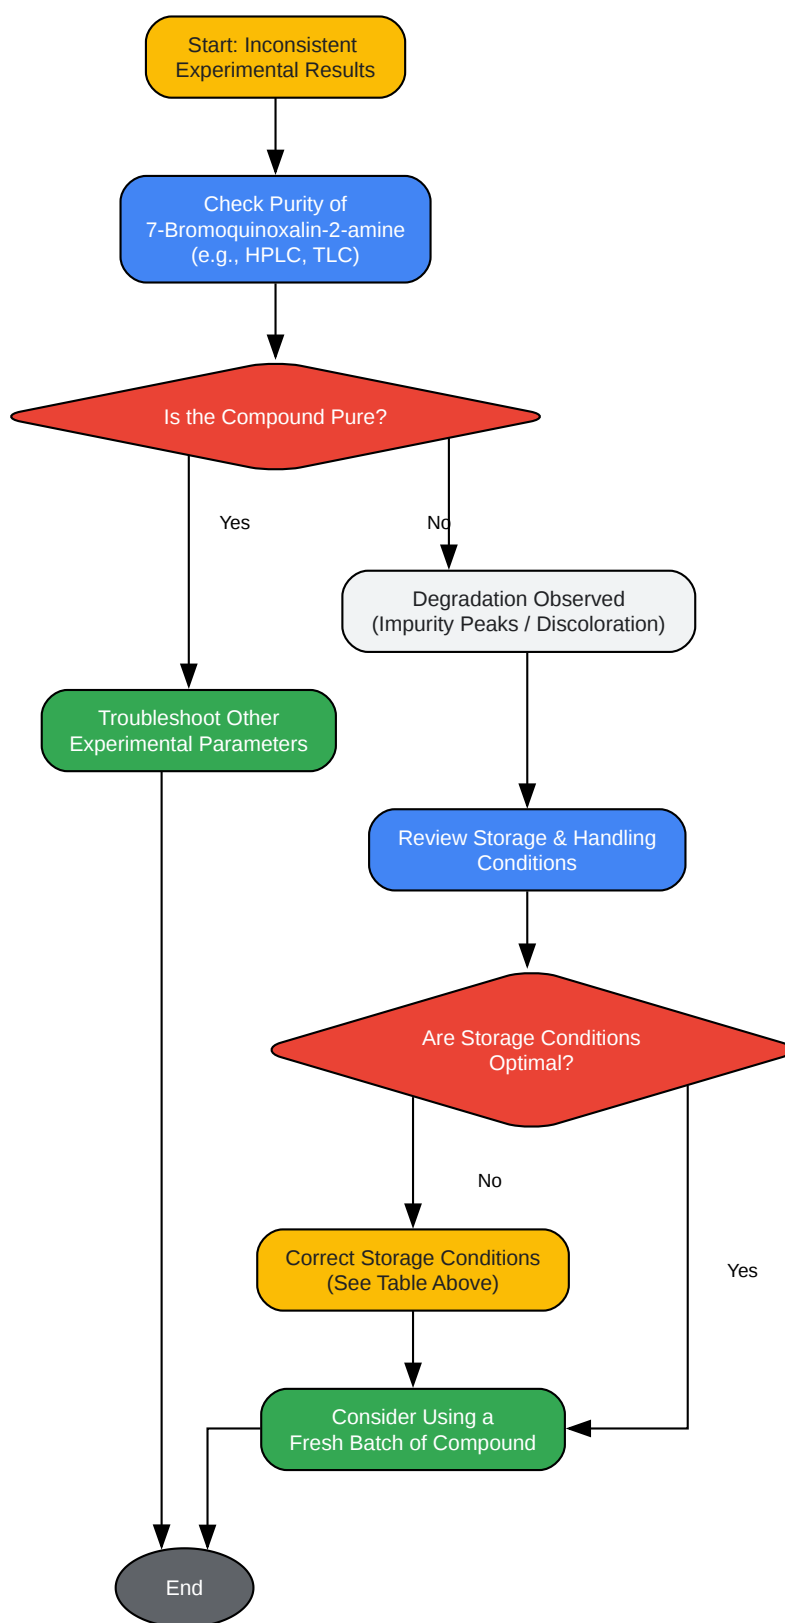 Start: Inconsistent
Experimental Results
Check Purity of
7-Bromoquinoxalin-2-amine
(e.g., HPLC, TLC)
Is the Compound Pure?
Yes
No
Degradation Observed
(Impurity Peaks / Discoloration)
Troubleshoot Other
Experimental Parameters
Review Storage & Handling
Conditions
Are Storage Conditions
Optimal?
No
Correct Storage Conditions
(See Table Above)
Yes
Consider Using a
Fresh Batch of Compound
End